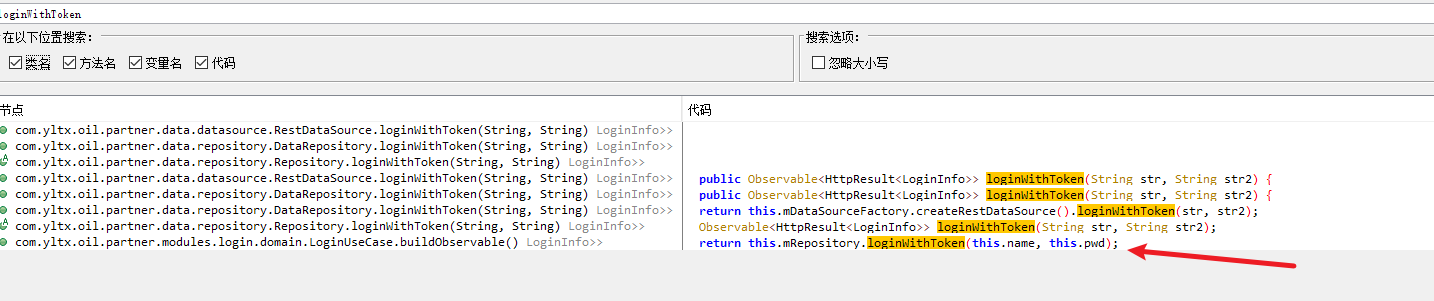 loginWithToken
在以下位置搜索:
搜索选项:
类名 方法名 变量名 代码
忽略大小写
节点
代码
com.yltx.oil.partner.data.datasource.RestDataSource.loginWithToken(String, String) LoginInfo>>
com.yltx.oil.partner.data.repository.DataRepository.loginWithToken(String, String) LoginInfo>>
com.yltx.oil.partner.data.repository.Repository.loginWithToken(String, String) LoginInfo>>
com.yltx.oil.partner.data.datasource.RestDataSource.loginWithToken(String, String) LoginInfo>>
public Observable<HttpResult<LoginInfo>> loginWithToken(String str, String str2) {
com.yltx.oil.partner.data.repository.DataRepository.loginWithToken(String, String) LoginInfo>>
public Observable<HttpResult<LoginInfo>> loginWithToken(String str, String str2) {
com.yltx.oil.partner.data.repository.DataRepository.loginWithToken(String, String) LoginInfo>>
return this.mDataSourceFactory.createRestDataSource().loginWithToken(str, str2);
com.yltx.oil.partner.data.repository.Repository.loginWithToken(String, String) LoginInfo>>
Observable<HttpResult<LoginInfo>> loginWithToken(String str, String str2);
com.yltx.oil.partner.modules.login.domain.LoginUseCase.buildObservable() LoginInfo>>
return this.mRepository.loginWithToken(this.name, this.pwd);